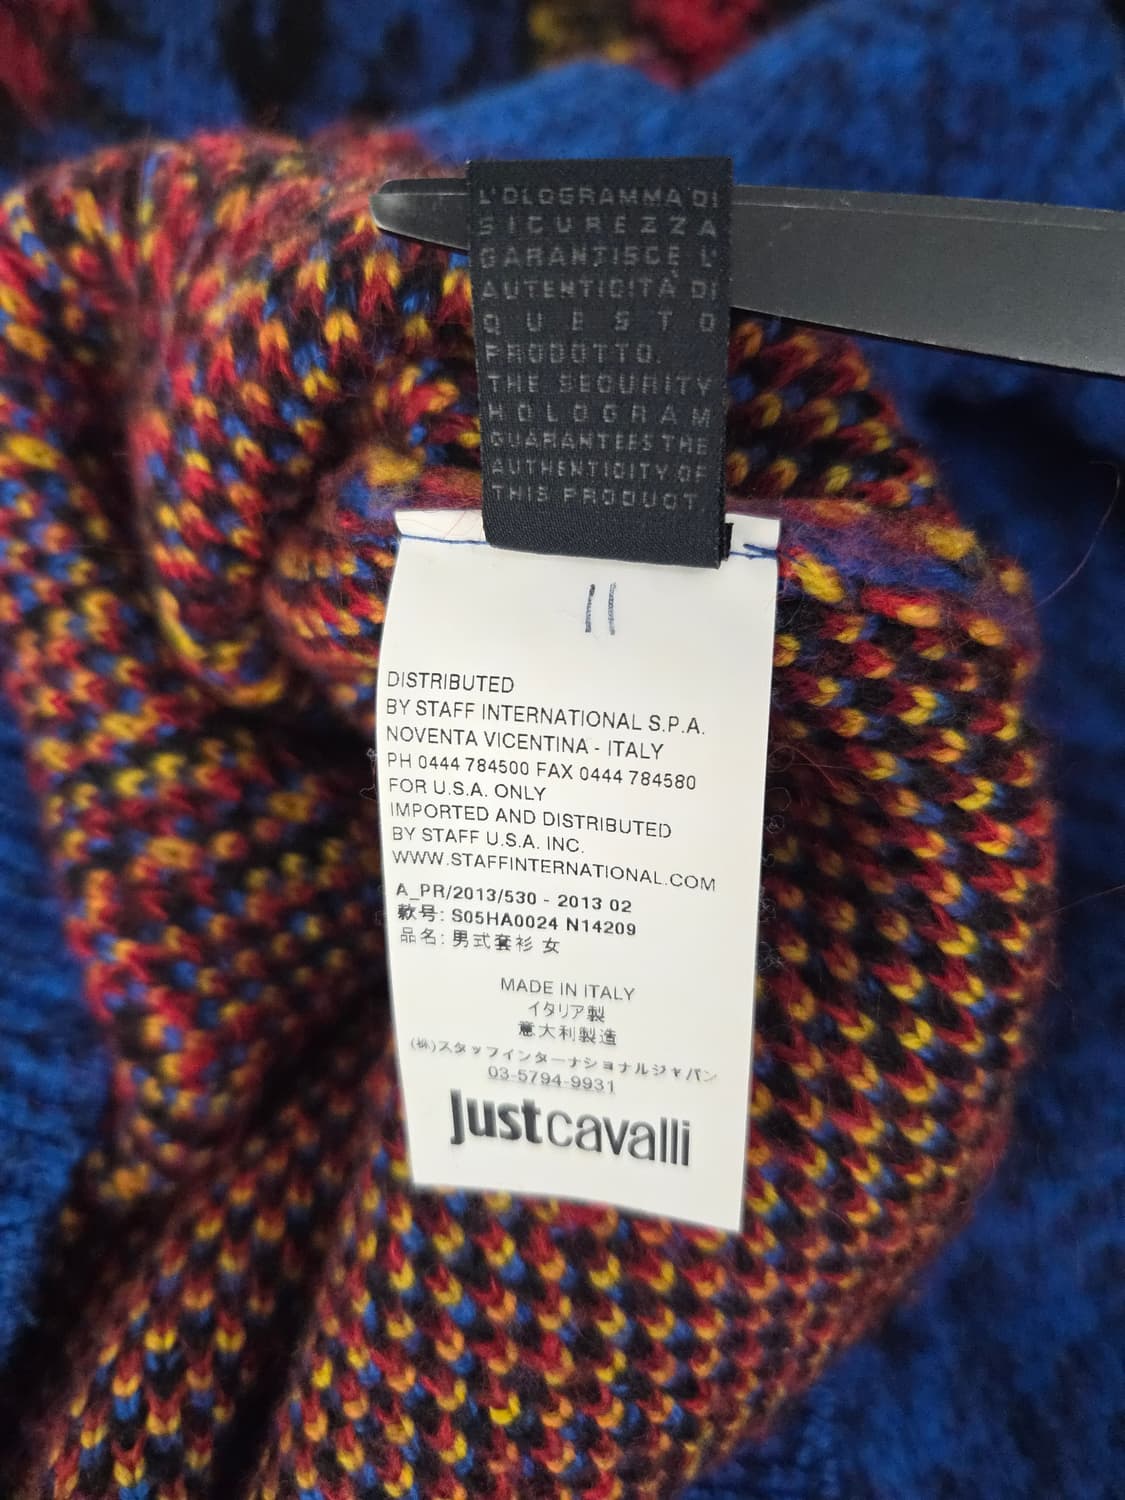 L'OLOGRAMMA DI
SICUREZZA
GARANTISCE L'
AUTENTICITÀ DI
QUESTO
PRODOTTO.
THE SECURITY
HOLOGRAM
GUARANTEES THE
AUTHENTICITY OF
THIS PRODUCT.
DISTRIBUTED
BY STAFF INTERNATIONAL S.P.A.
NOVENTA VICENTINA - ITALY
PH 0444 784500 FAX 0444 784580
FOR U.S.A. ONLY
IMPORTED AND DISTRIBUTED
BY STAFF U.S.A. INC.
WWW.STAFFINTERNATIONAL.COM
A_PR/2013/530 - 2013 02
款号: S05HA0024 N14209
品名: 男式套衫 女
MADE IN ITALY
イタリア製
意大利製造
(株)スタッフインターナショナルジャパン
03-5794-9931
justcavalli